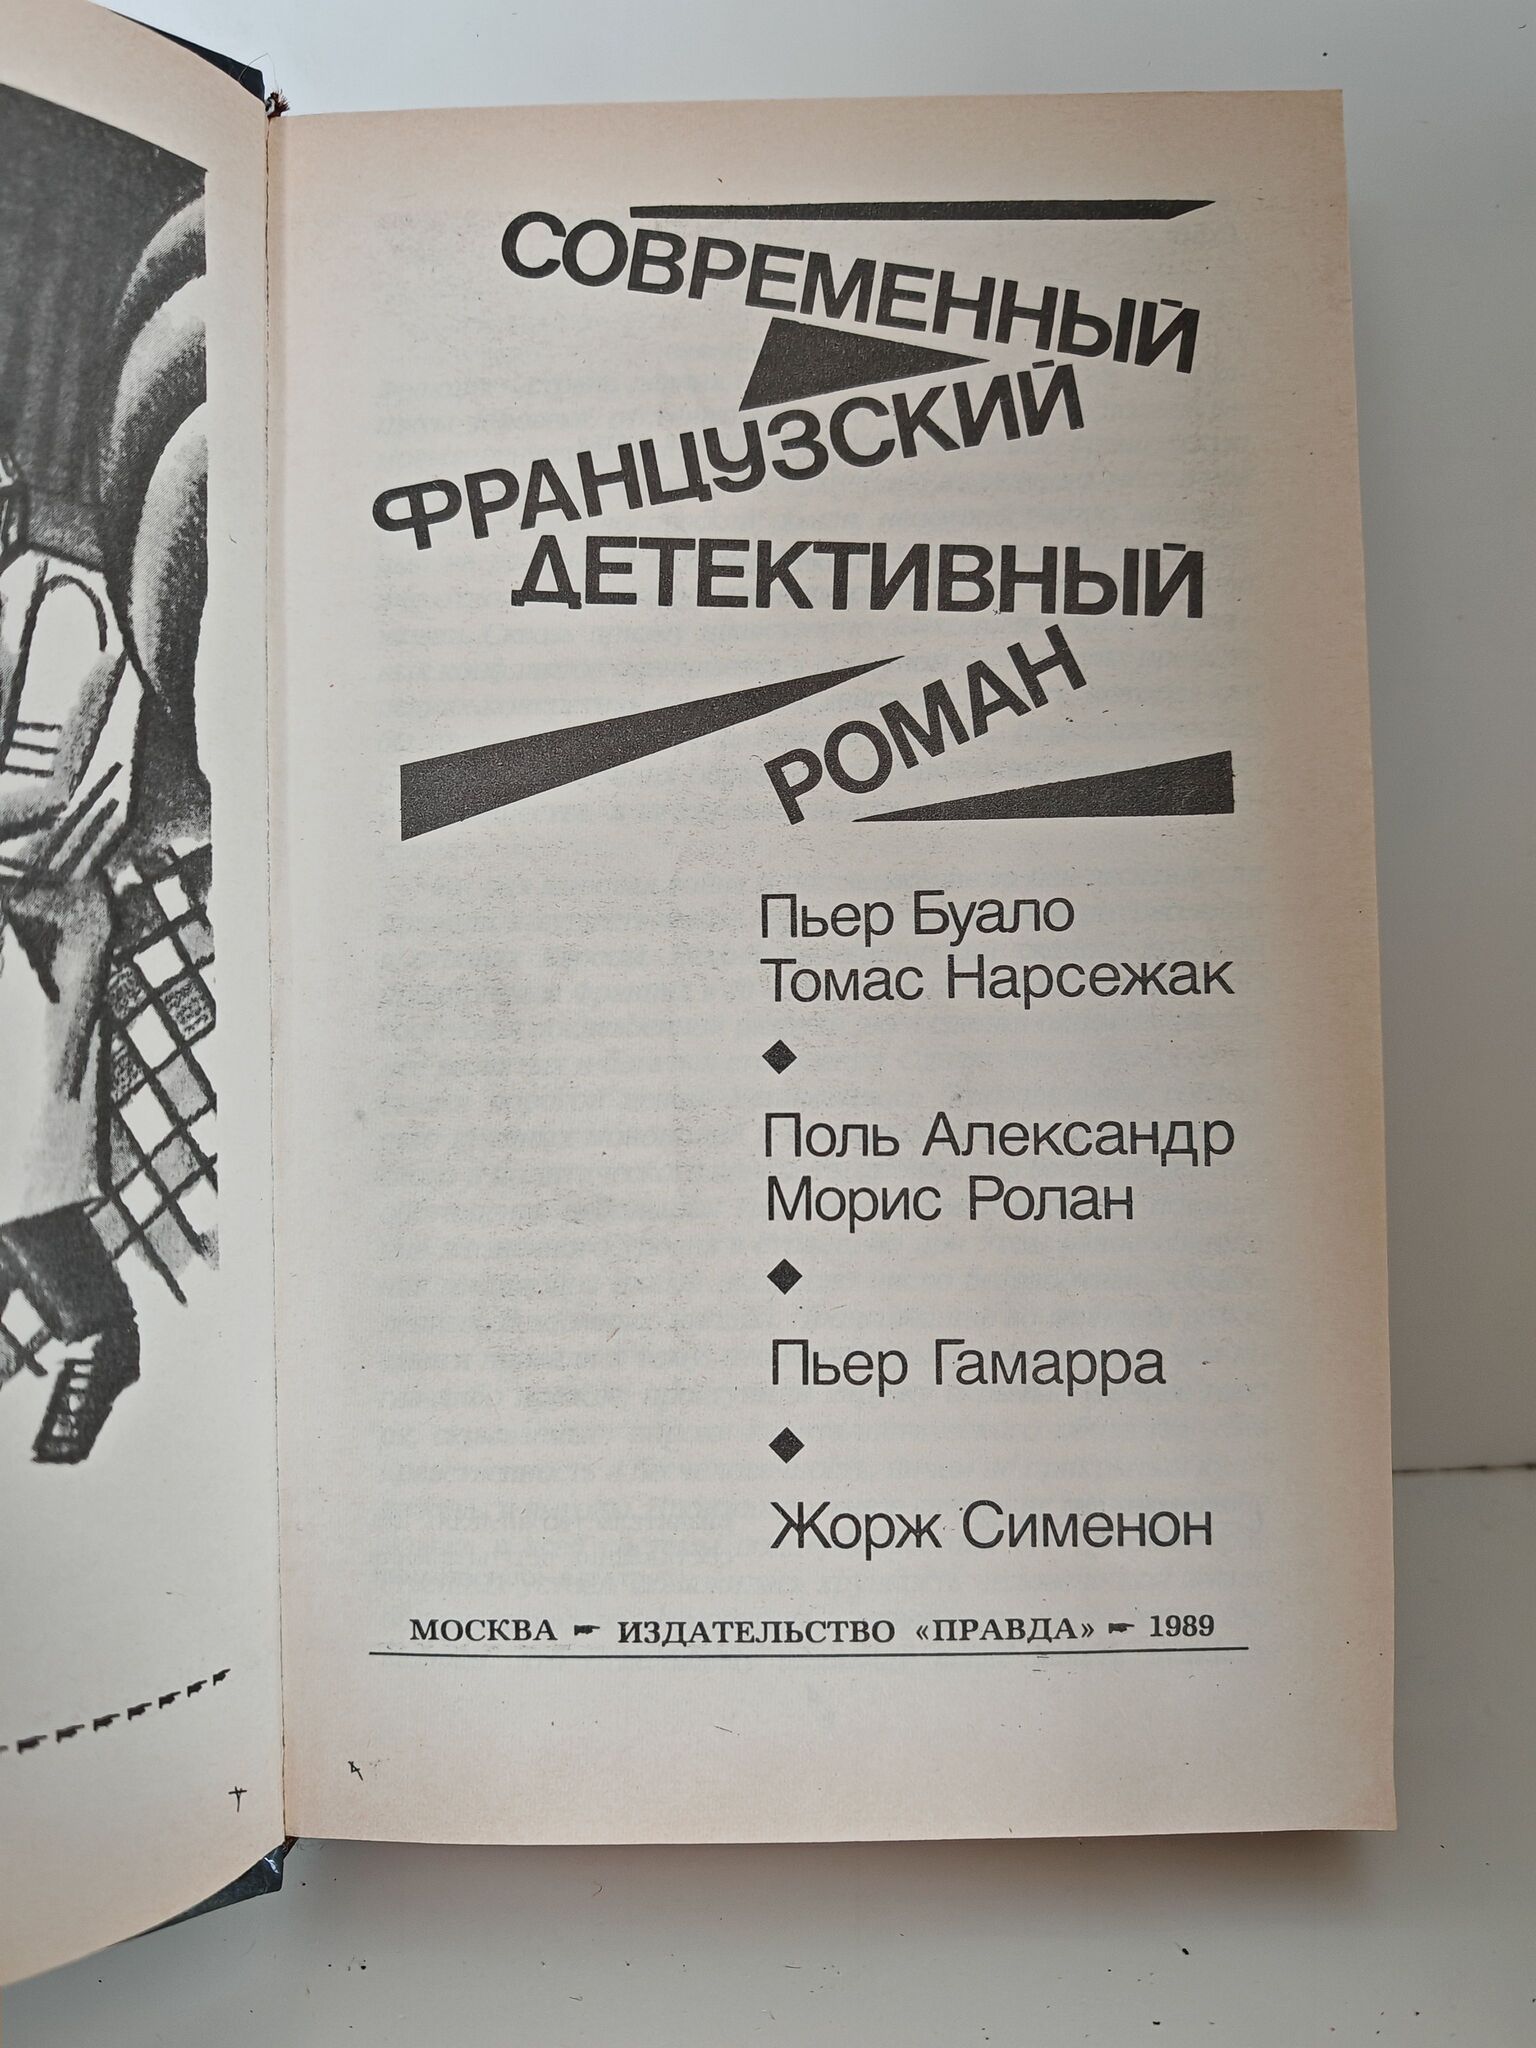 СОВРЕМЕННЫЙ
ФРАНЦУЗСКИЙ
ДЕТЕКТИВНЫЙ
РОМАН
Пьер Буало
Томас Нарсежак
Поль Александр
Морис Ролан
Пьер Гамарра
Жорж Сименон
МОСКВА ИЗДАТЕЛЬСТВО «ПРАВДА» 1989